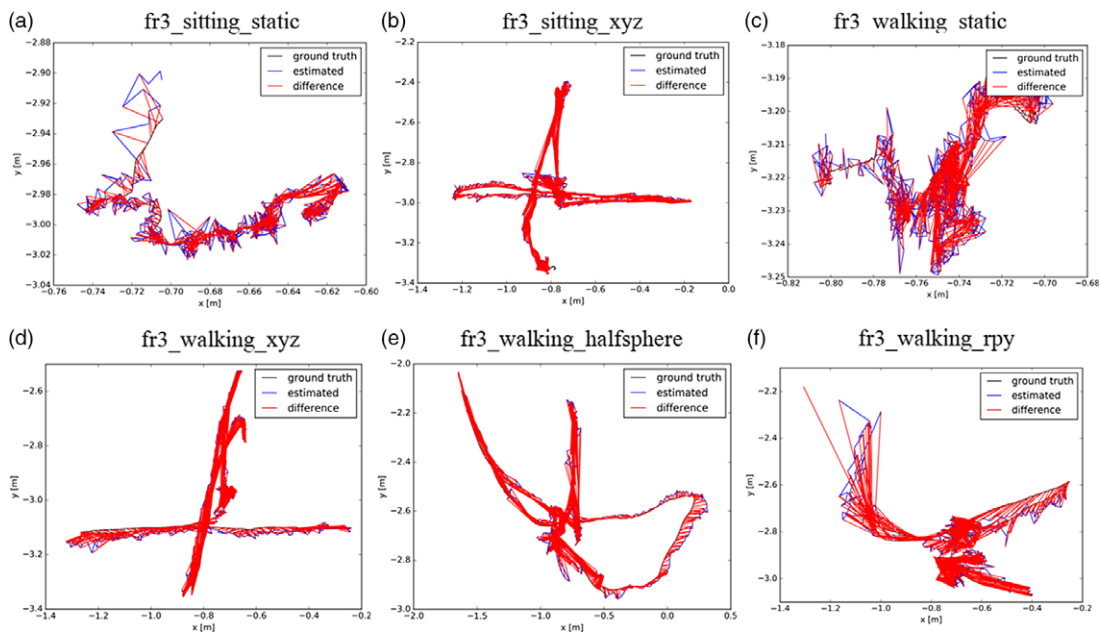 (a) fr3_sitting_static
−2.88
−2.90
−2.92
−2.94
−2.96
−2.98
−3.00
−3.02
−3.04
y [m]
ground truth
estimated
difference
−0.76 −0.74 −0.72 −0.70 −0.68 −0.66 −0.64 −0.62 −0.60
x [m]
(b) fr3_sitting_xyz
−2.2
−2.4
−2.6
−2.8
−3.0
−3.2
−3.4
y [m]
ground truth
estimated
difference
−1.4 −1.2 −1.0 −0.8 −0.6 −0.4 −0.2 0.0
x [m]
(c) fr3 walking static
−3.18
−3.19
−3.20
−3.21
−3.22
−3.23
−3.24
−3.25
y [m]
ground truth
estimated
difference
−0.82 −0.80 −0.78 −0.76 −0.74 −0.72 −0.70 −0.68
x [m]
(d) fr3_walking_xyz
−2.6
−2.8
−3.0
−3.2
−3.4
y [m]
ground truth
estimated
difference
−1.4 −1.2 −1.0 −0.8 −0.6 −0.4 −0.2
x [m]
(e) fr3_walking_halfsphere
−2.0
−2.2
−2.4
−2.6
−2.8
−3.0
y [m]
ground truth
estimated
difference
−2.0 −1.5 −1.0 −0.5 0.0 0.5
x [m]
(f) fr3_walking_rpy
−2.2
−2.4
−2.6
−2.8
−3.0
y [m]
ground truth
estimated
difference
−1.4 −1.2 −1.0 −0.8 −0.6 −0.4 −0.2
x [m]